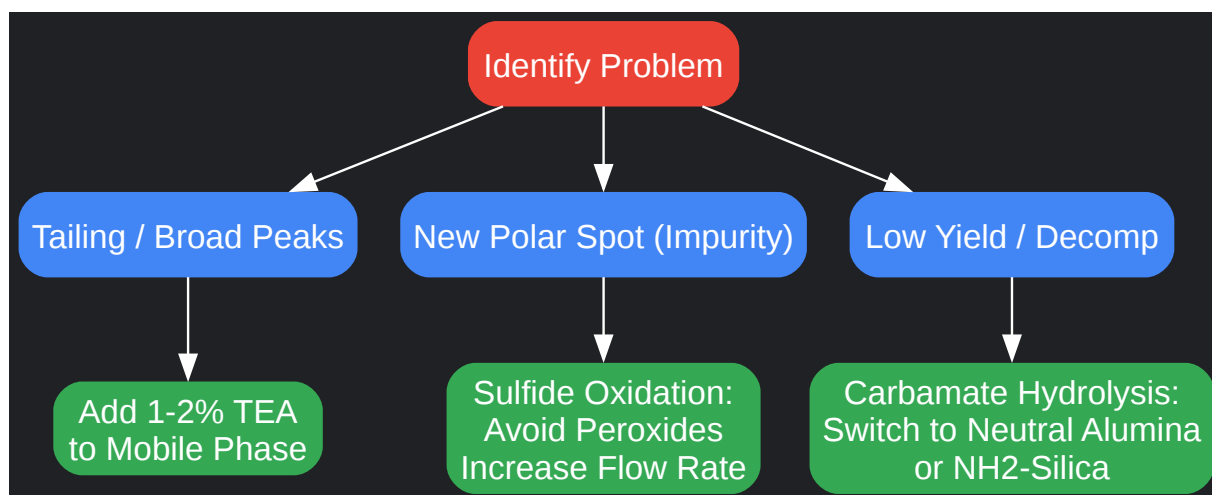 Identify Problem
Tailing / Broad Peaks
New Polar Spot (Impurity)
Low Yield / Decomp
Add 1-2% TEA
to Mobile Phase
Sulfide Oxidation:
Avoid Peroxides
Increase Flow Rate
Carbamate Hydrolysis:
Switch to Neutral Alumina
or NH2-Silica